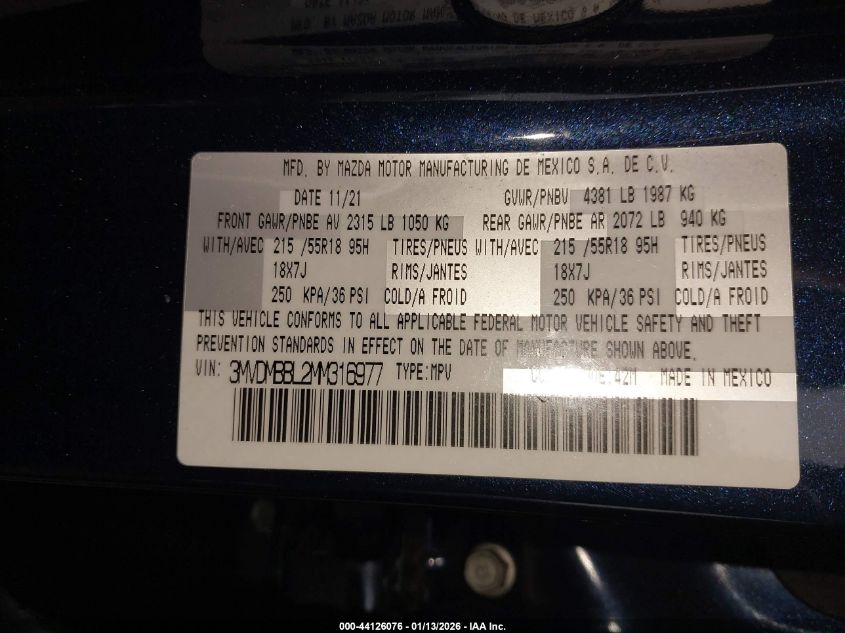 MFD. BY MAZDA MOTOR MANUFACTURING DE MEXICO S.A. DE C.V.
DATE 11/21 GVWR/PNBV 4381 LB 1987 KG
FRONT GAWR/PNBE AV 2315 LB 1050 KG REAR GAWR/PNBE AR 2072 LB 940 KG
WITH/AVEC 215 /55R18 95H TIRES/PNEUS WITH/AVEC 215 /55R18 95H TIRES/PNEUS
18X7J RIMS/JANTES 18X7J RIMS/JANTES
250 KPA/36 PSI COLD/A FROID 250 KPA/36 PSI COLD/A FROID
THIS VEHICLE CONFORMS TO ALL APPLICABLE FEDERAL MOTOR VEHICLE SAFETY AND THEFT
PREVENTION STANDARDS IN EFFECT ON THE DATE OF MANUFACTURE SHOWN ABOVE.
VIN: 3MVDMBBL2MM316977 TYPE:MPV 42M MADE IN MEXICO
000-44126076 - 01/13/2026 - IAA Inc.